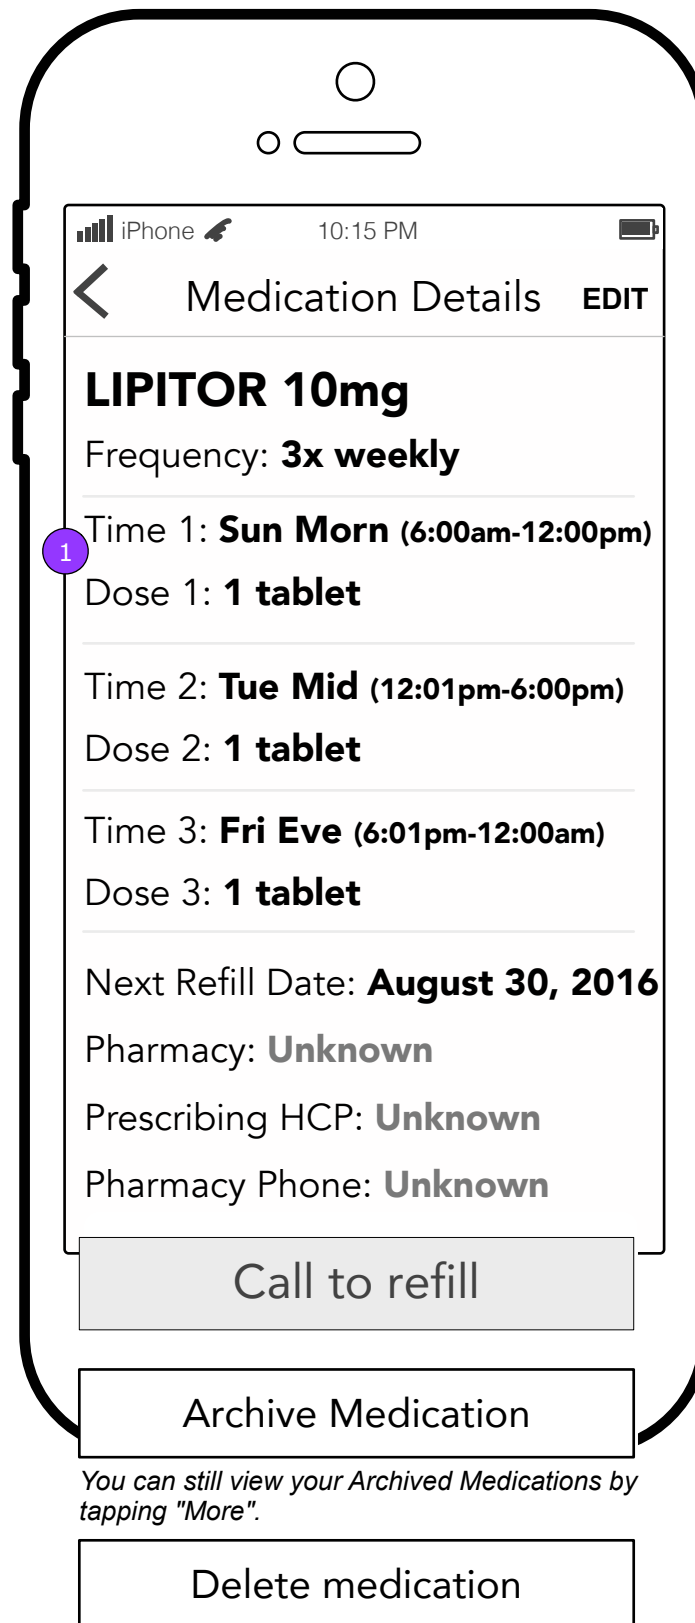 iPhone 10:15 PM
Medication Details EDIT
LIPITOR 10mg
Frequency: 3x weekly
Time 1: Sun Morn (6:00am-12:00pm)
1
Dose 1: 1 tablet
Time 2: Tue Mid (12:01pm-6:00pm)
Dose 2: 1 tablet
Time 3: Fri Eve (6:01pm-12:00am)
Dose 3: 1 tablet
Next Refill Date: August 30, 2016
Pharmacy: Unknown
Prescribing HCP: Unknown
Pharmacy Phone: Unknown
Call to refill
Archive Medication
You can still view your Archived Medications by
tapping "More".
Delete medication